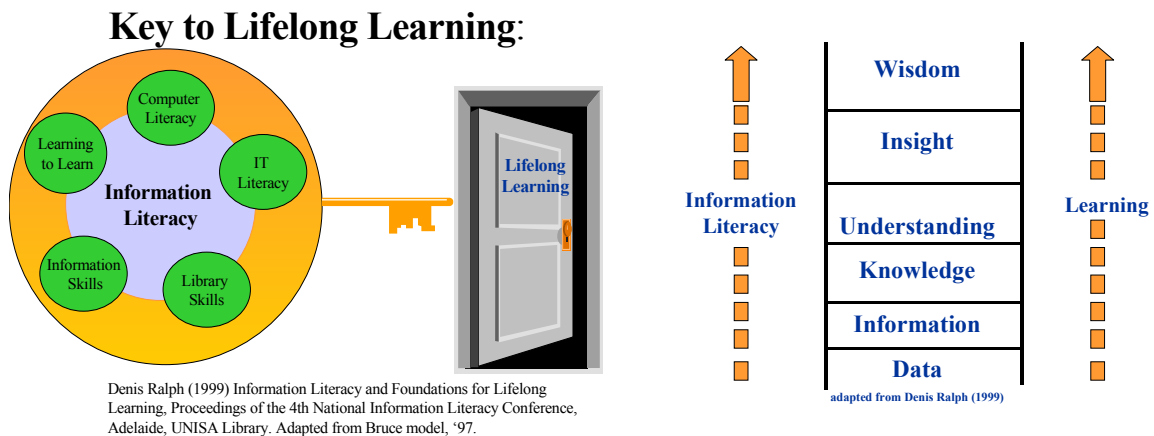 Key to Lifelong Learning:
Computer
Literacy
Learning
to Learn
IT
Literacy
Information
Literacy
Information
Skills
Library
Skills
Lifelong
Learning
Denis Ralph (1999) Information Literacy and Foundations for Lifelong
Learning, Proceedings of the 4th National Information Literacy Conference,
Adelaide, UNISA Library. Adapted from Bruce model, ‘97.
Information
Literacy
Wisdom
Insight
Understanding
Knowledge
Information
Data
Learning
adapted from Denis Ralph (1999)